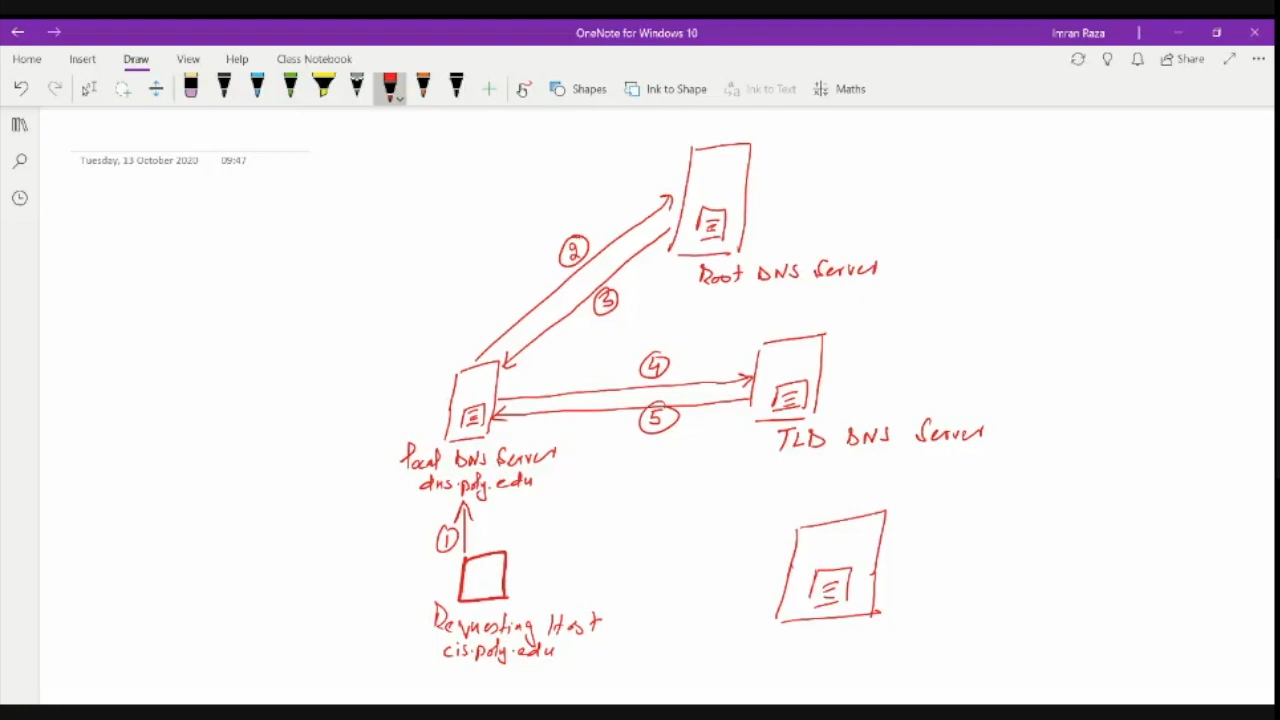 OneNote for Windows 10
Imran Raza
Home
Insert
Draw
View
Help
Class Notebook
Share
Shapes
Ink to Shape
Ink to Text
Maths
Tuesday, 13 October 2020
09:47
2
Root DNS Server
3
4
5
TLD DNS Server
local DNS Server
dns.poly.edu
1
Requesting Host
cis.poly.edu